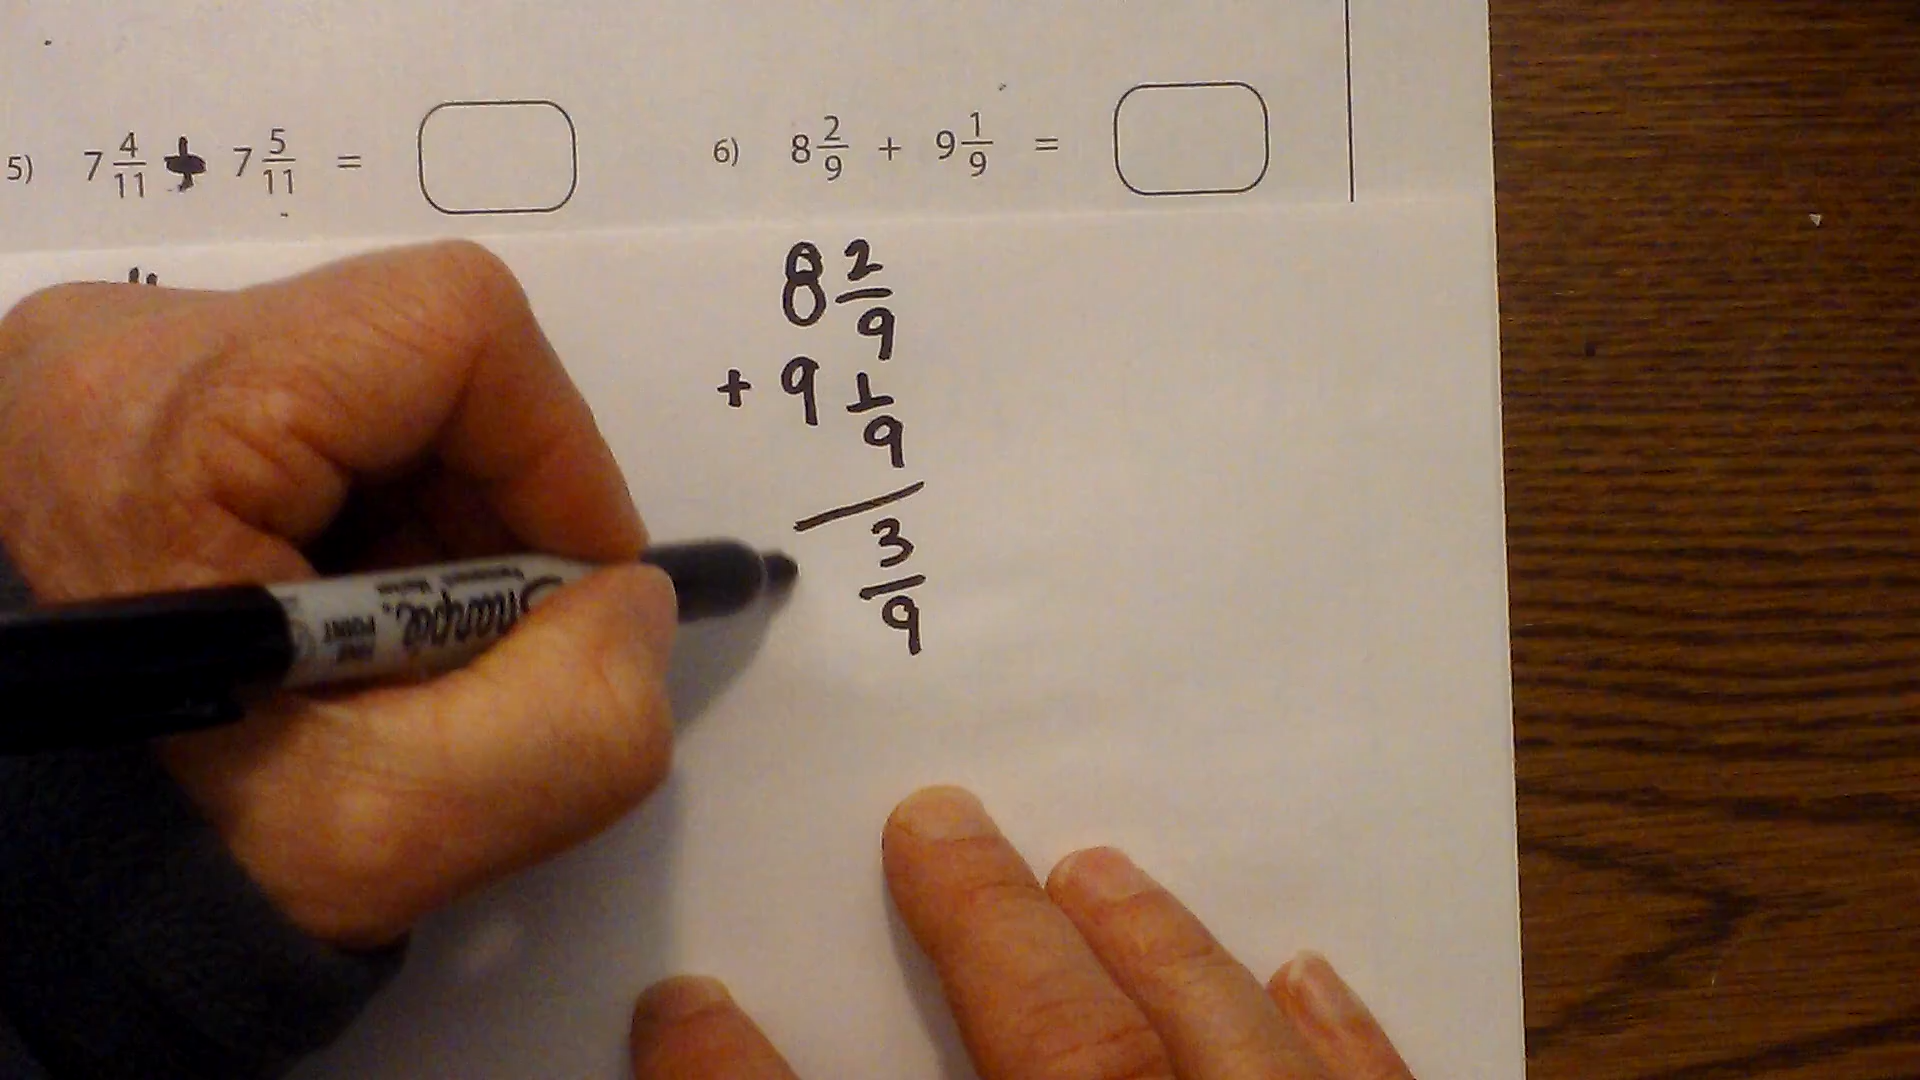 5) 7 4/11 + 7 5/11 =
6) 8 2/9 + 9 1/9 =
8 2/9
+ 9 1/9
3/9
Sharpie.